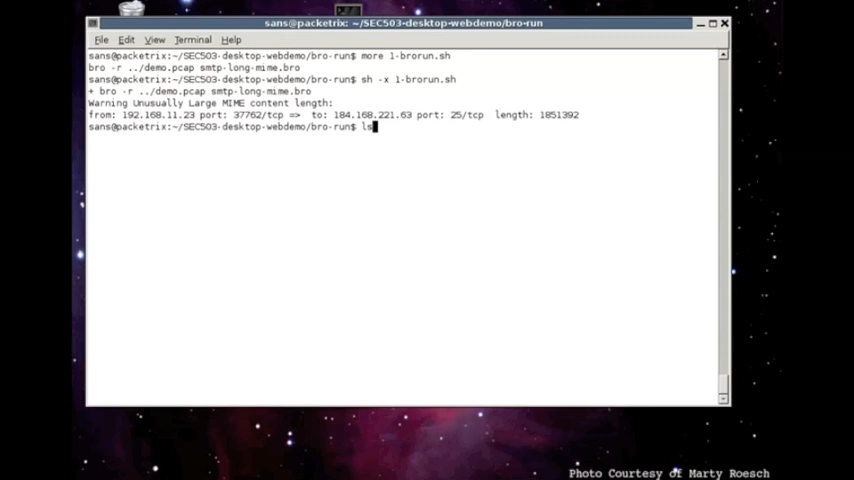 sans@packetrix: ~/SEC503-desktop-webdemo/bro-run
File Edit View Terminal Help
sans@packetrix:~/SEC503-desktop-webdemo/bro-run$ more 1-brorun.sh
bro -r ../demo.pcap smtp-long-mime.bro
sans@packetrix:~/SEC503-desktop-webdemo/bro-run$ sh -x 1-brorun.sh
+ bro -r ../demo.pcap smtp-long-mime.bro
Warning Unusually Large MIME content length:
from: 192.168.11.23 port: 37762/tcp => to: 184.168.221.63 port: 25/tcp length: 1851392
sans@packetrix:~/SEC503-desktop-webdemo/bro-run$ ls
Photo Courtesy of Marty Roesch